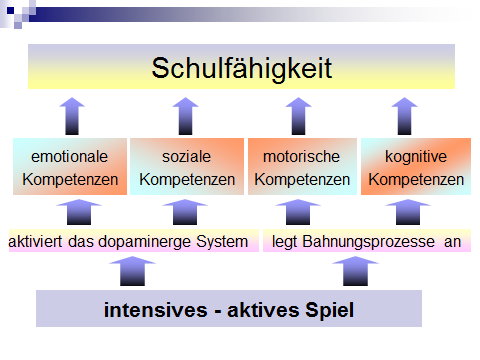 Schulfähigkeit
emotionale
Kompetenzen
soziale
Kompetenzen
motorische
Kompetenzen
kognitive
Kompetenzen
aktiviert das dopaminerge System
legt Bahnungsprozesse an
intensives - aktives Spiel